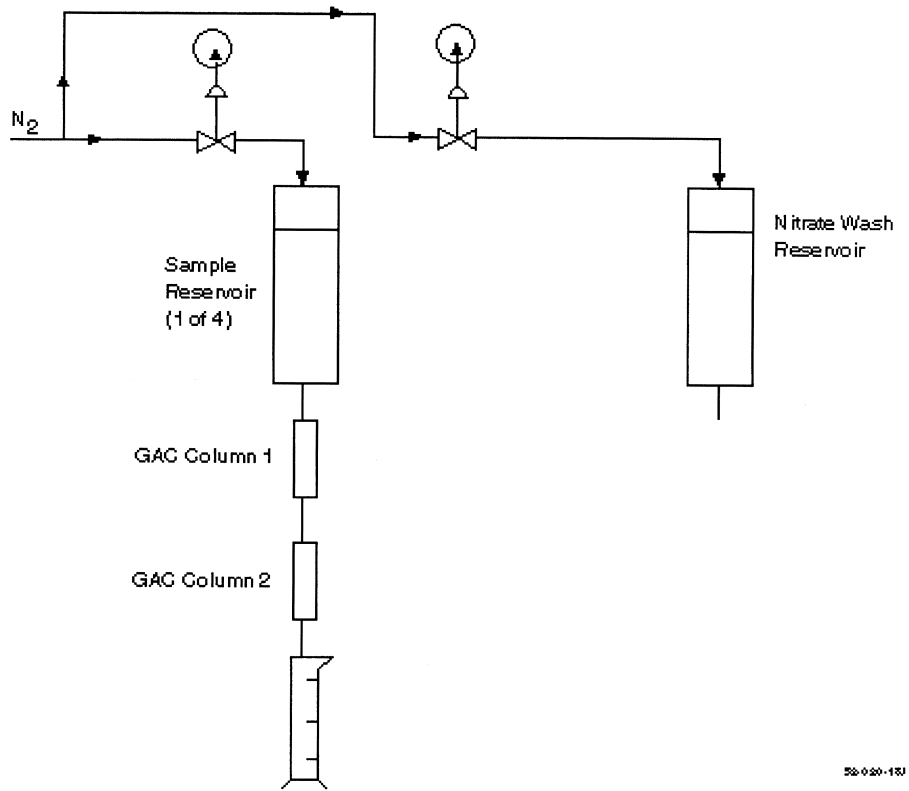 N2
Nitrate Wash
Reservoir
Sample
Reservoir
(1 of 4)
GAC Column 1
GAC Column 2